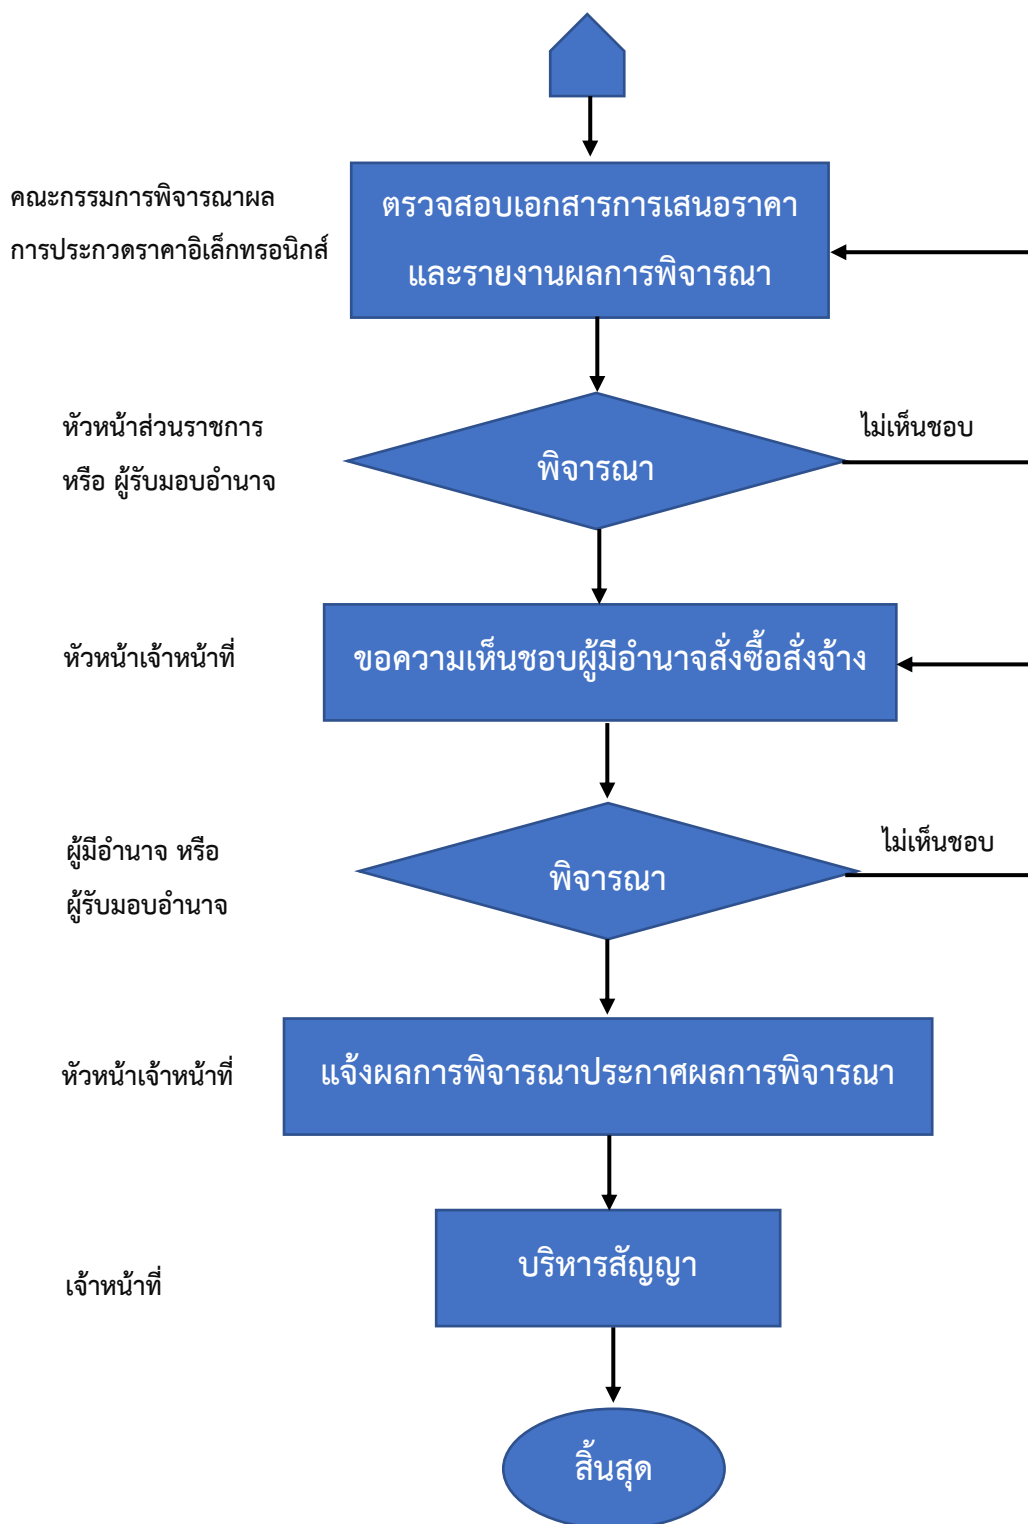 คณะกรรมการพิจารณาผล
การประกวดราคาอิเล็กทรอนิกส์
ตรวจสอบเอกสารการเสนอราคา
และรายงานผลการพิจารณา
หัวหน้าส่วนราชการ
หรือ ผู้รับมอบอำนาจ
พิจารณา
ไม่เห็นชอบ
หัวหน้าเจ้าหน้าที่
ขอความเห็นชอบผู้มีอำนาจสั่งซื้อสั่งจ้าง
ผู้มีอำนาจ หรือ
ผู้รับมอบอำนาจ
พิจารณา
ไม่เห็นชอบ
หัวหน้าเจ้าหน้าที่
แจ้งผลการพิจารณาประกาศผลการพิจารณา
เจ้าหน้าที่
บริหารสัญญา
สิ้นสุด